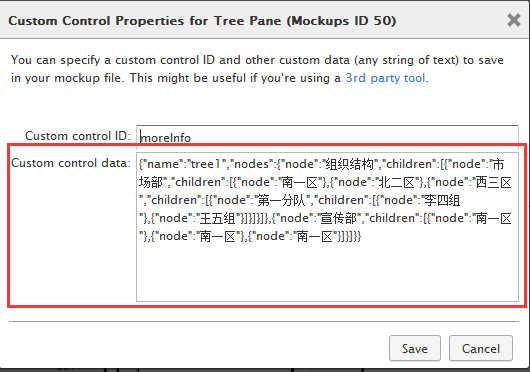 Custom Control Properties for Tree Pane (Mockups ID 50)
You can specify a custom control ID and other custom data (any string of text) to save
in your mockup file. This might be useful if you're using a 3rd party tool.
Custom control ID: moreInfo
Custom control data: {"name":"tree1","nodes":{"node":"组织结构","children":[{"node":"市
场部","children":[{"node":"南一区"},{"node":"北二区"},{"node":"西三区
","children":[{"node":"第一分队","children":[{"node":"李四组
"},{"node":"王五组"}]}]}]},{"node":"宣传部","children":[{"node":"南一区
"},{"node":"南一区"},{"node":"南一区"}]}]}}
Save Cancel